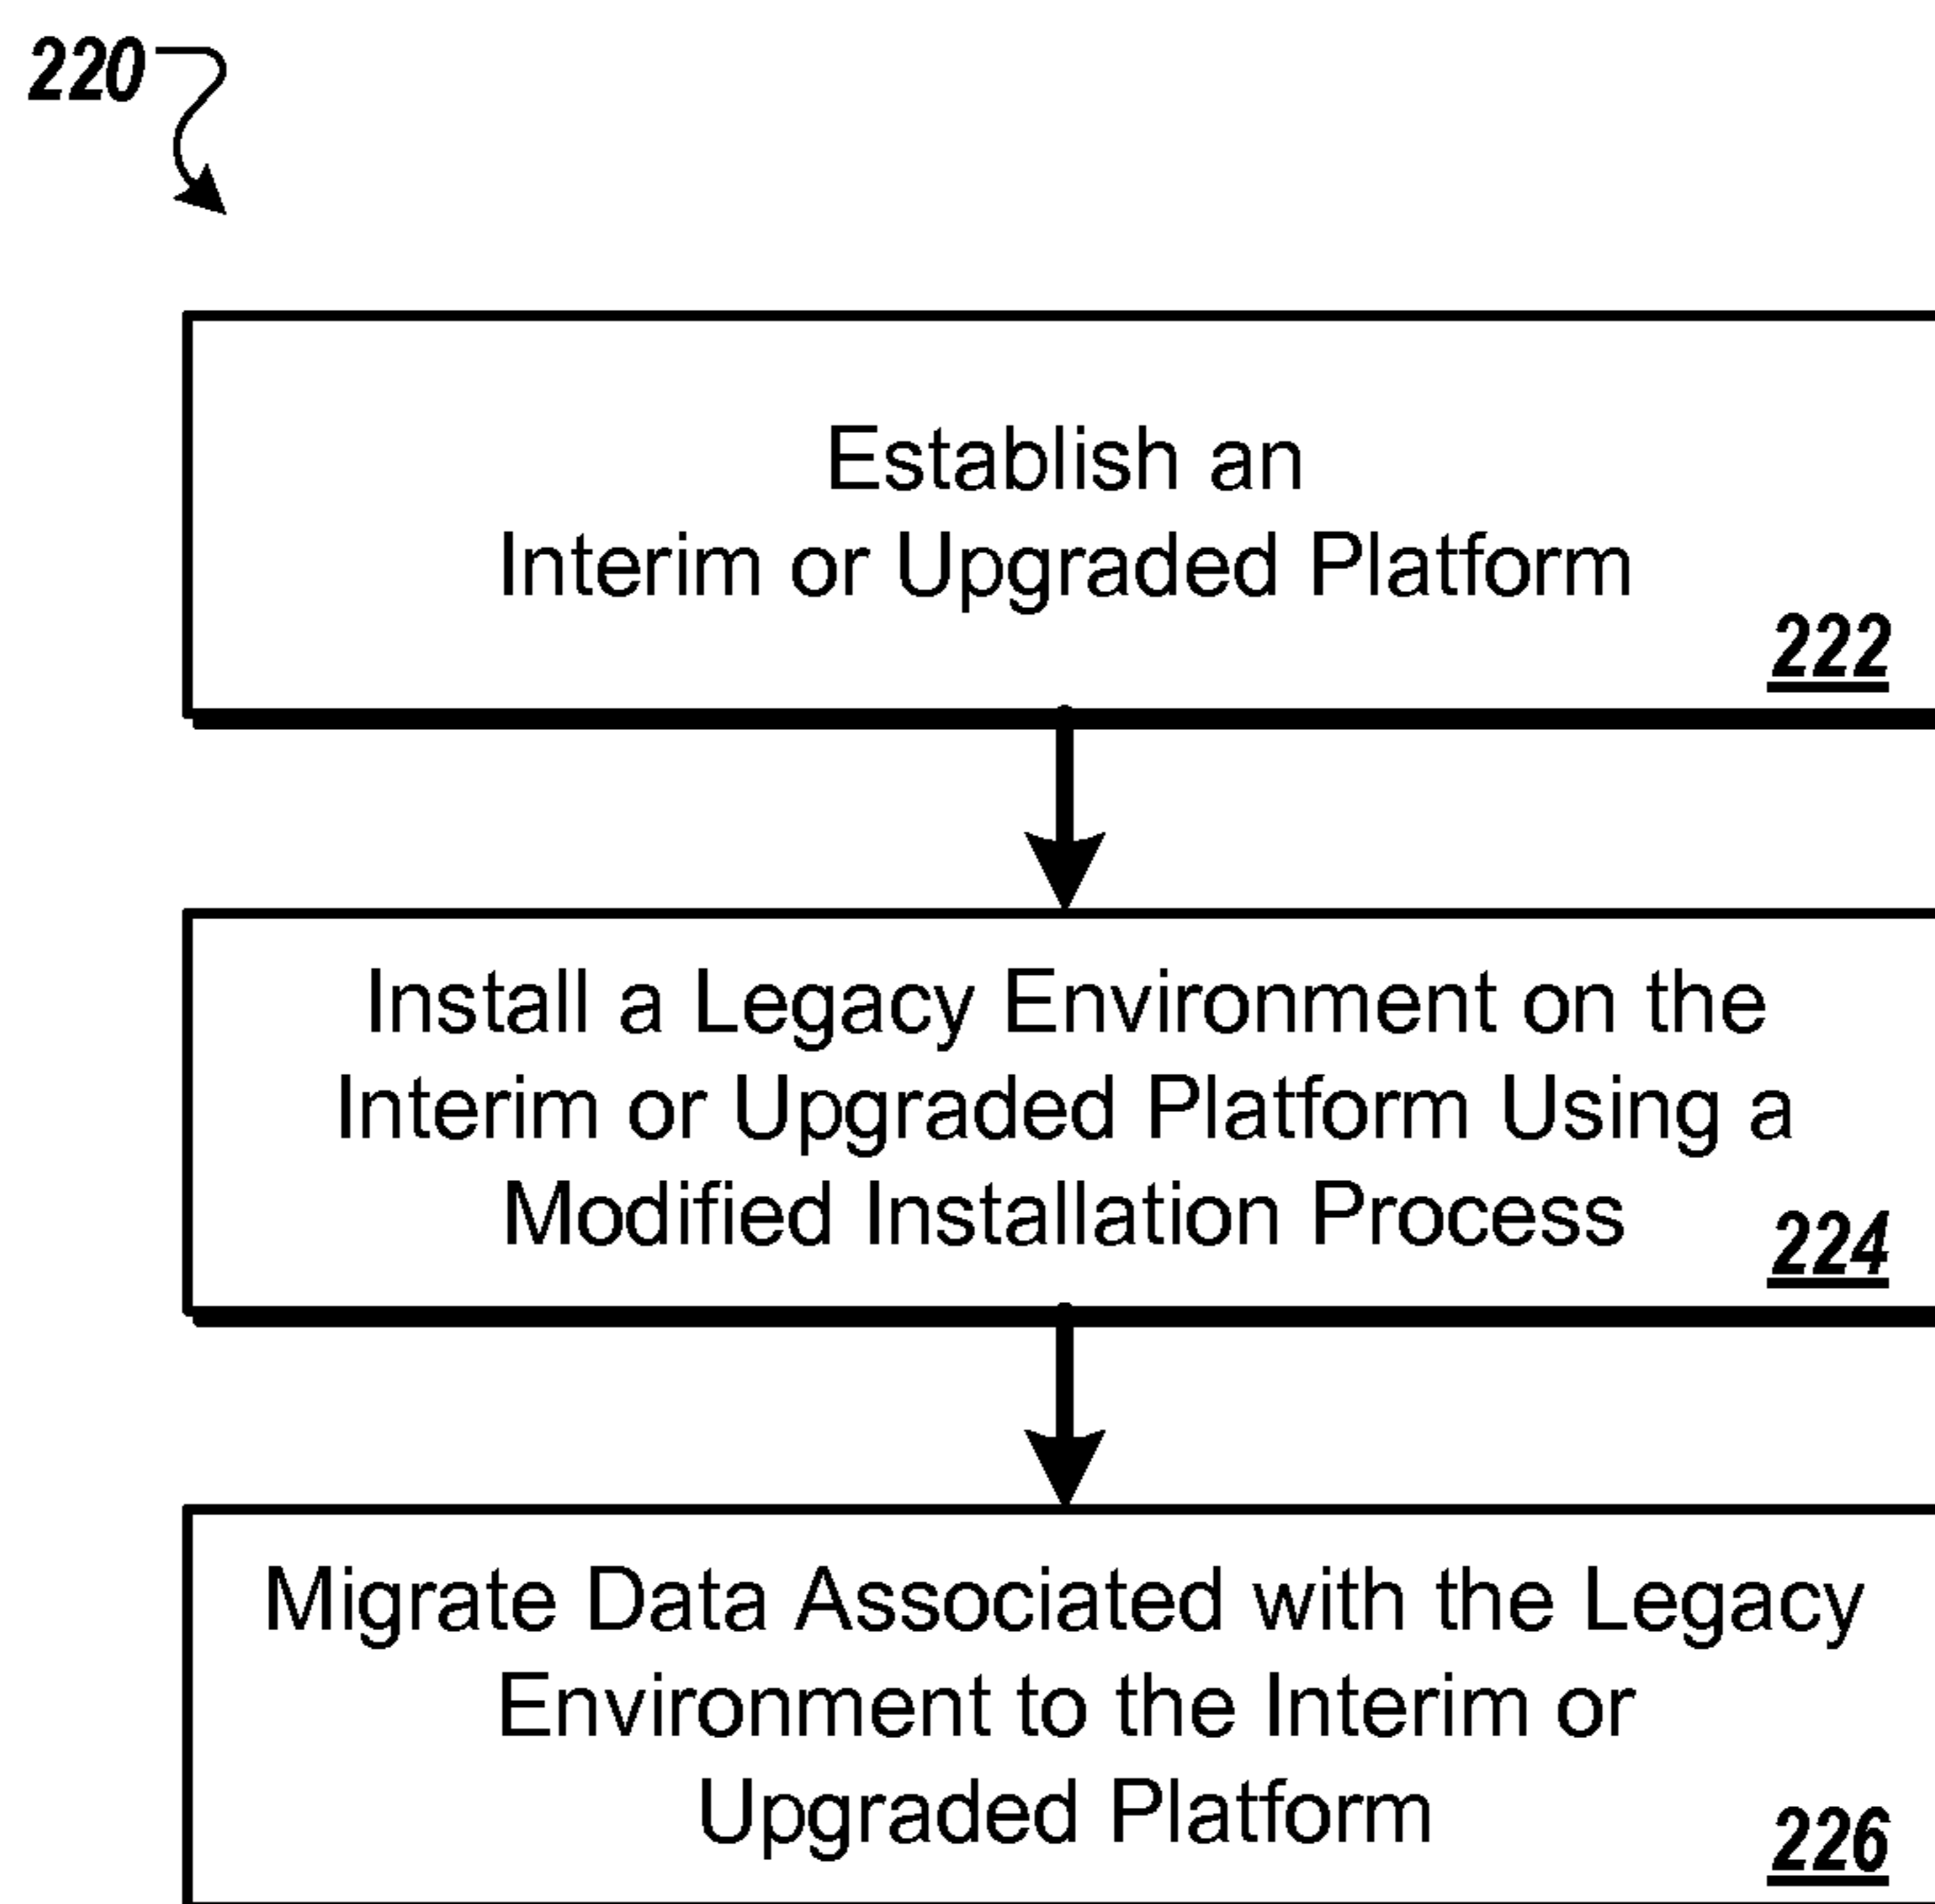 220
Establish an
Interim or Upgraded Platform
222
Install a Legacy Environment on the
Interim or Upgraded Platform Using a
Modified Installation Process
224
Migrate Data Associated with the Legacy
Environment to the Interim or
Upgraded Platform
226